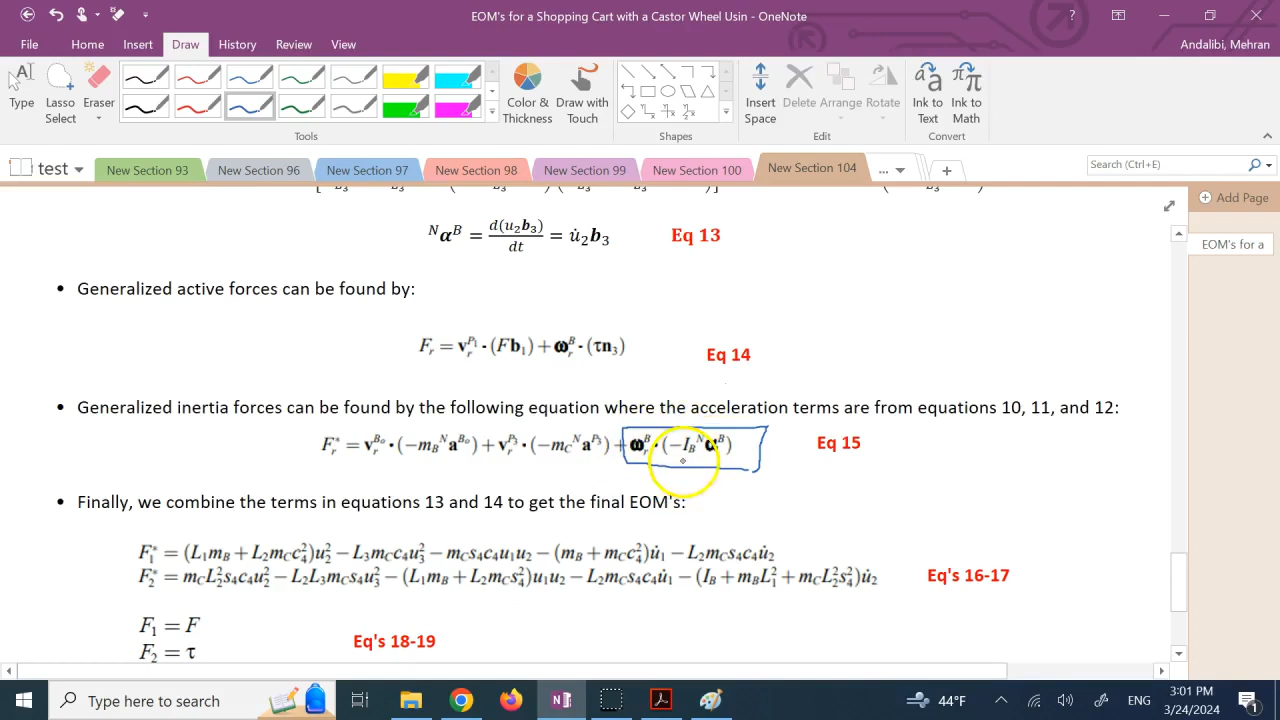 EOM's for a Shopping Cart with a Castor Wheel Usin - OneNote
File Home Insert Draw History Review View
Andalibi, Mehran
Type Lasso Select Eraser
Color & Thickness Draw with Touch
Insert Space Delete Arrange Rotate
Ink to Text Ink to Math
Tools Shapes Edit Convert
test New Section 93 New Section 96 New Section 97 New Section 98 New Section 99 New Section 100 New Section 104 ... Search (Ctrl+E)
Add Page
EOM's for a
ᴺα^B = d(u₂b₃)/dt = u̇₂b₃ Eq 13
• Generalized active forces can be found by:
F_r = v_r^{P₁} · (Fb₁) + ω_r^B · (τn₃) Eq 14
• Generalized inertia forces can be found by the following equation where the acceleration terms are from equations 10, 11, and 12:
F_r^* = v_r^{B_o} · (−m_B ᴺa^{B_o}) + v_r^{P₃} · (−m_C ᴺa^{P₃}) + ω_r^B · (−I_B ᴺα^B) Eq 15
• Finally, we combine the terms in equations 13 and 14 to get the final EOM's:
F₁^* = (L₁m_B + L₂m_Cc₄²)u₂² − L₃m_Cc₄u₃² − m_Cs₄c₄u₁u₂ − (m_B + m_Cc₄²)u̇₁ − L₂m_Cs₄c₄u̇₂
F₂^* = m_CL₂²s₄c₄u₂² − L₂L₃m_Cs₄u₃² − (L₁m_B + L₂m_Cs₄²)u₁u₂ − L₂m_Cs₄c₄u̇₁ − (I_B + m_BL₁² + m_CL₂²s₄²)u̇₂ Eq's 16-17
F₁ = F
F₂ = τ Eq's 18-19
Type here to search
44°F
ENG
3:01 PM
3/24/2024
1